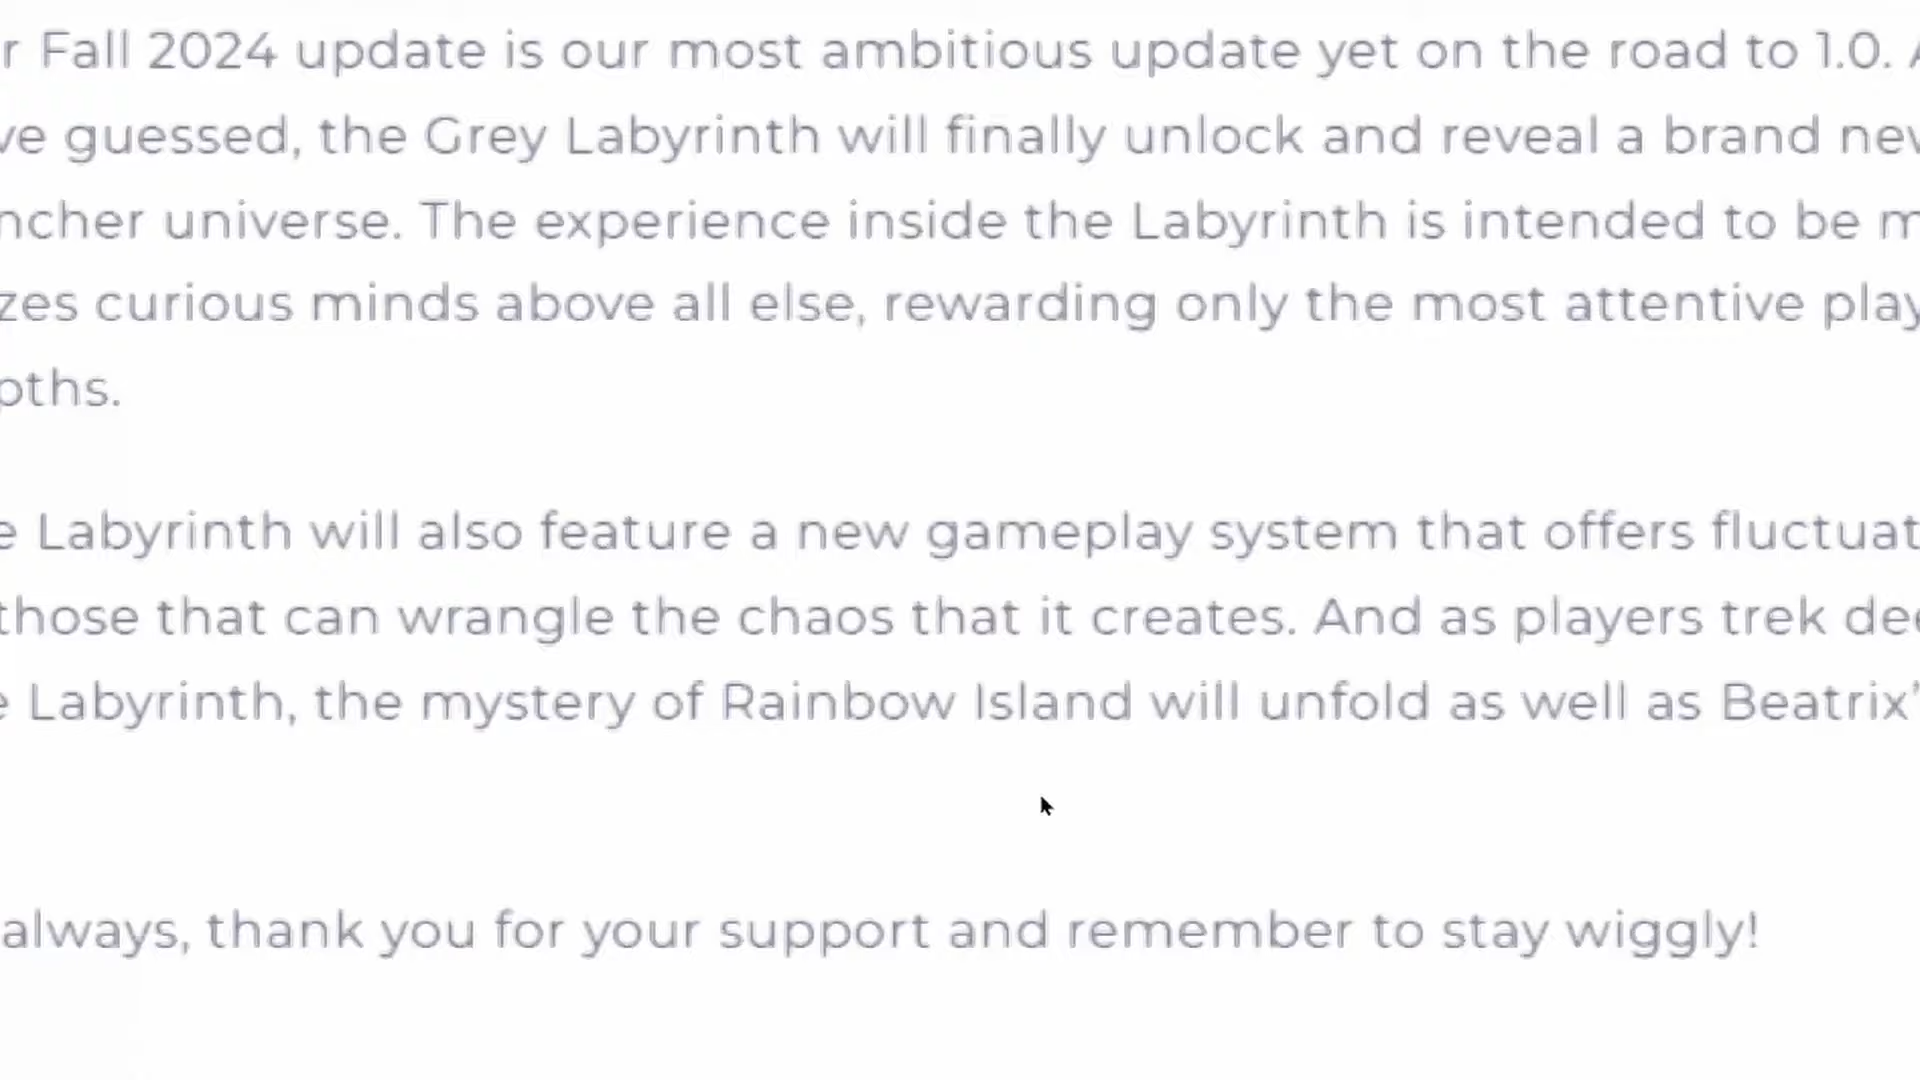 r Fall 2024 update is our most ambitious update yet on the road to 1.0. A
ve guessed, the Grey Labyrinth will finally unlock and reveal a brand new
ncher universe. The experience inside the Labyrinth is intended to be m
zes curious minds above all else, rewarding only the most attentive play
pths.
e Labyrinth will also feature a new gameplay system that offers fluctuat
those that can wrangle the chaos that it creates. And as players trek dee
e Labyrinth, the mystery of Rainbow Island will unfold as well as Beatrix’
always, thank you for your support and remember to stay wiggly!